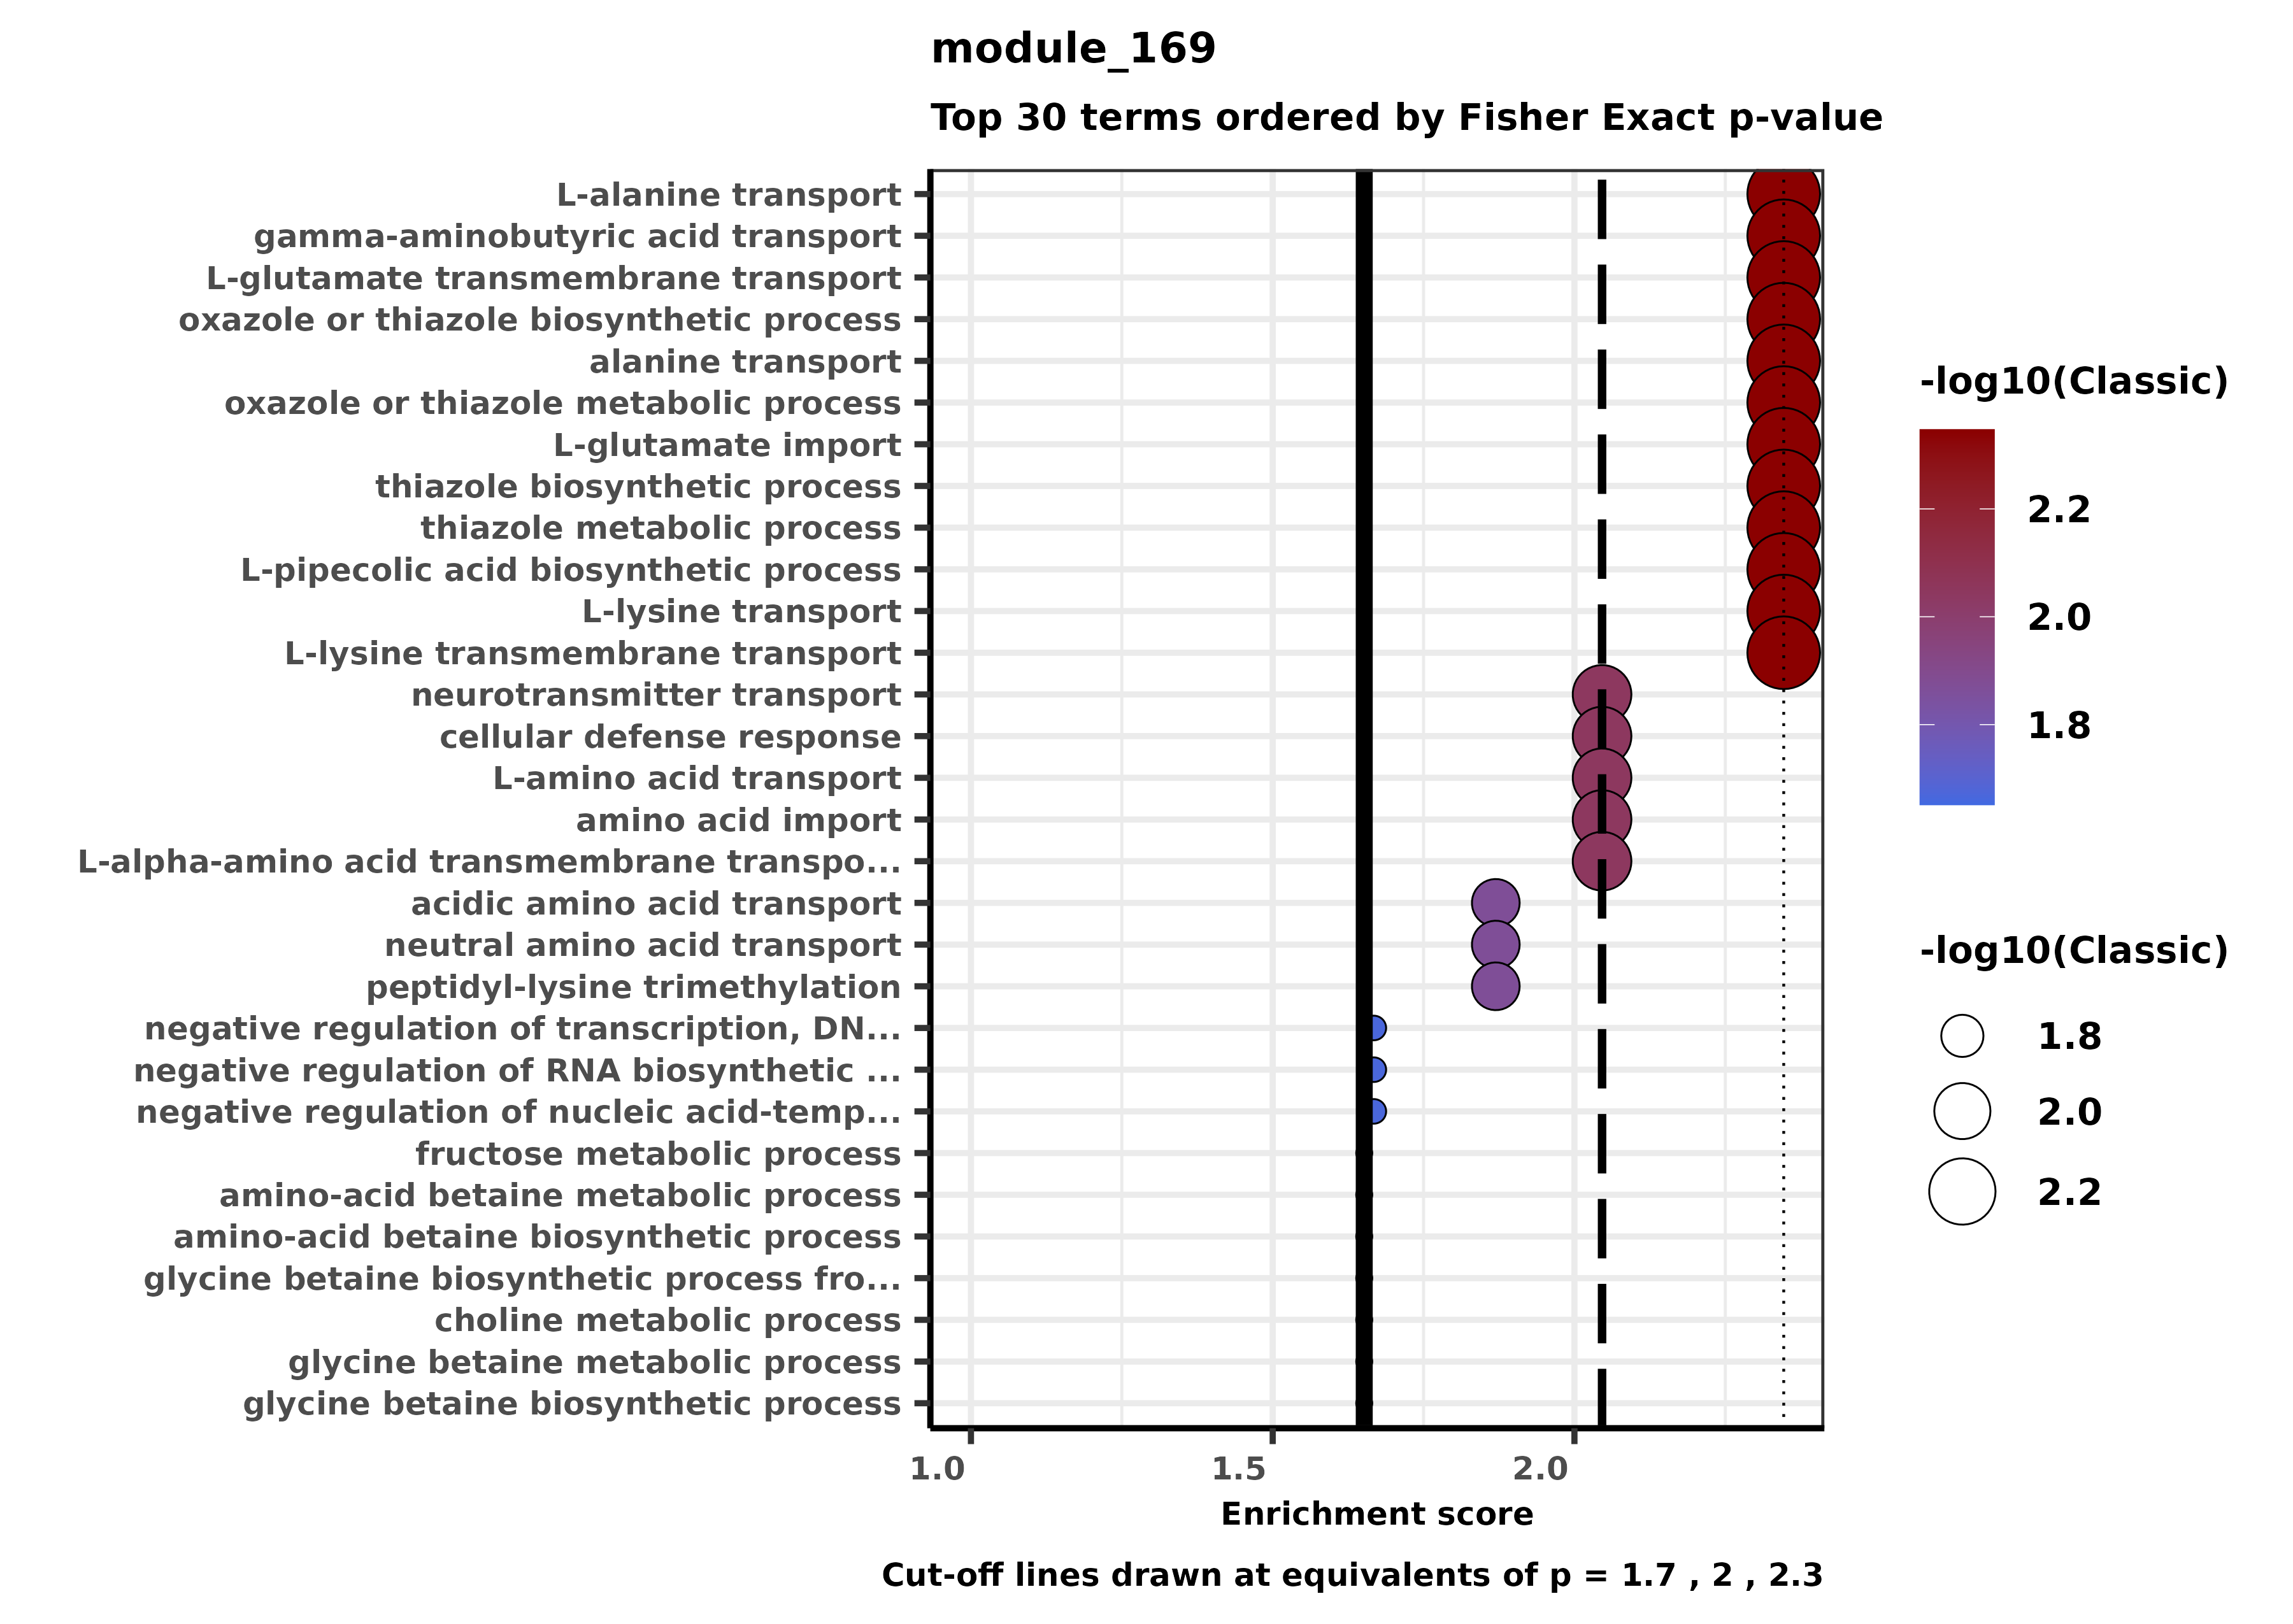 module_169
Top 30 terms ordered by Fisher Exact p-value
L-alanine transport
gamma-aminobutyric acid transport
L-glutamate transmembrane transport
oxazole or thiazole biosynthetic process
alanine transport
oxazole or thiazole metabolic process
L-glutamate import
thiazole biosynthetic process
thiazole metabolic process
L-pipecolic acid biosynthetic process
L-lysine transport
L-lysine transmembrane transport
neurotransmitter transport
cellular defense response
L-amino acid transport
amino acid import
L-alpha-amino acid transmembrane transpo...
acidic amino acid transport
neutral amino acid transport
peptidyl-lysine trimethylation
negative regulation of transcription, DN...
negative regulation of RNA biosynthetic ...
negative regulation of nucleic acid-temp...
fructose metabolic process
amino-acid betaine metabolic process
amino-acid betaine biosynthetic process
glycine betaine biosynthetic process fro...
choline metabolic process
glycine betaine metabolic process
glycine betaine biosynthetic process
1.0 1.5 2.0
Enrichment score
Cut-off lines drawn at equivalents of p = 1.7 , 2 , 2.3
-log10(Classic)
2.2
2.0
1.8
-log10(Classic)
1.8
2.0
2.2